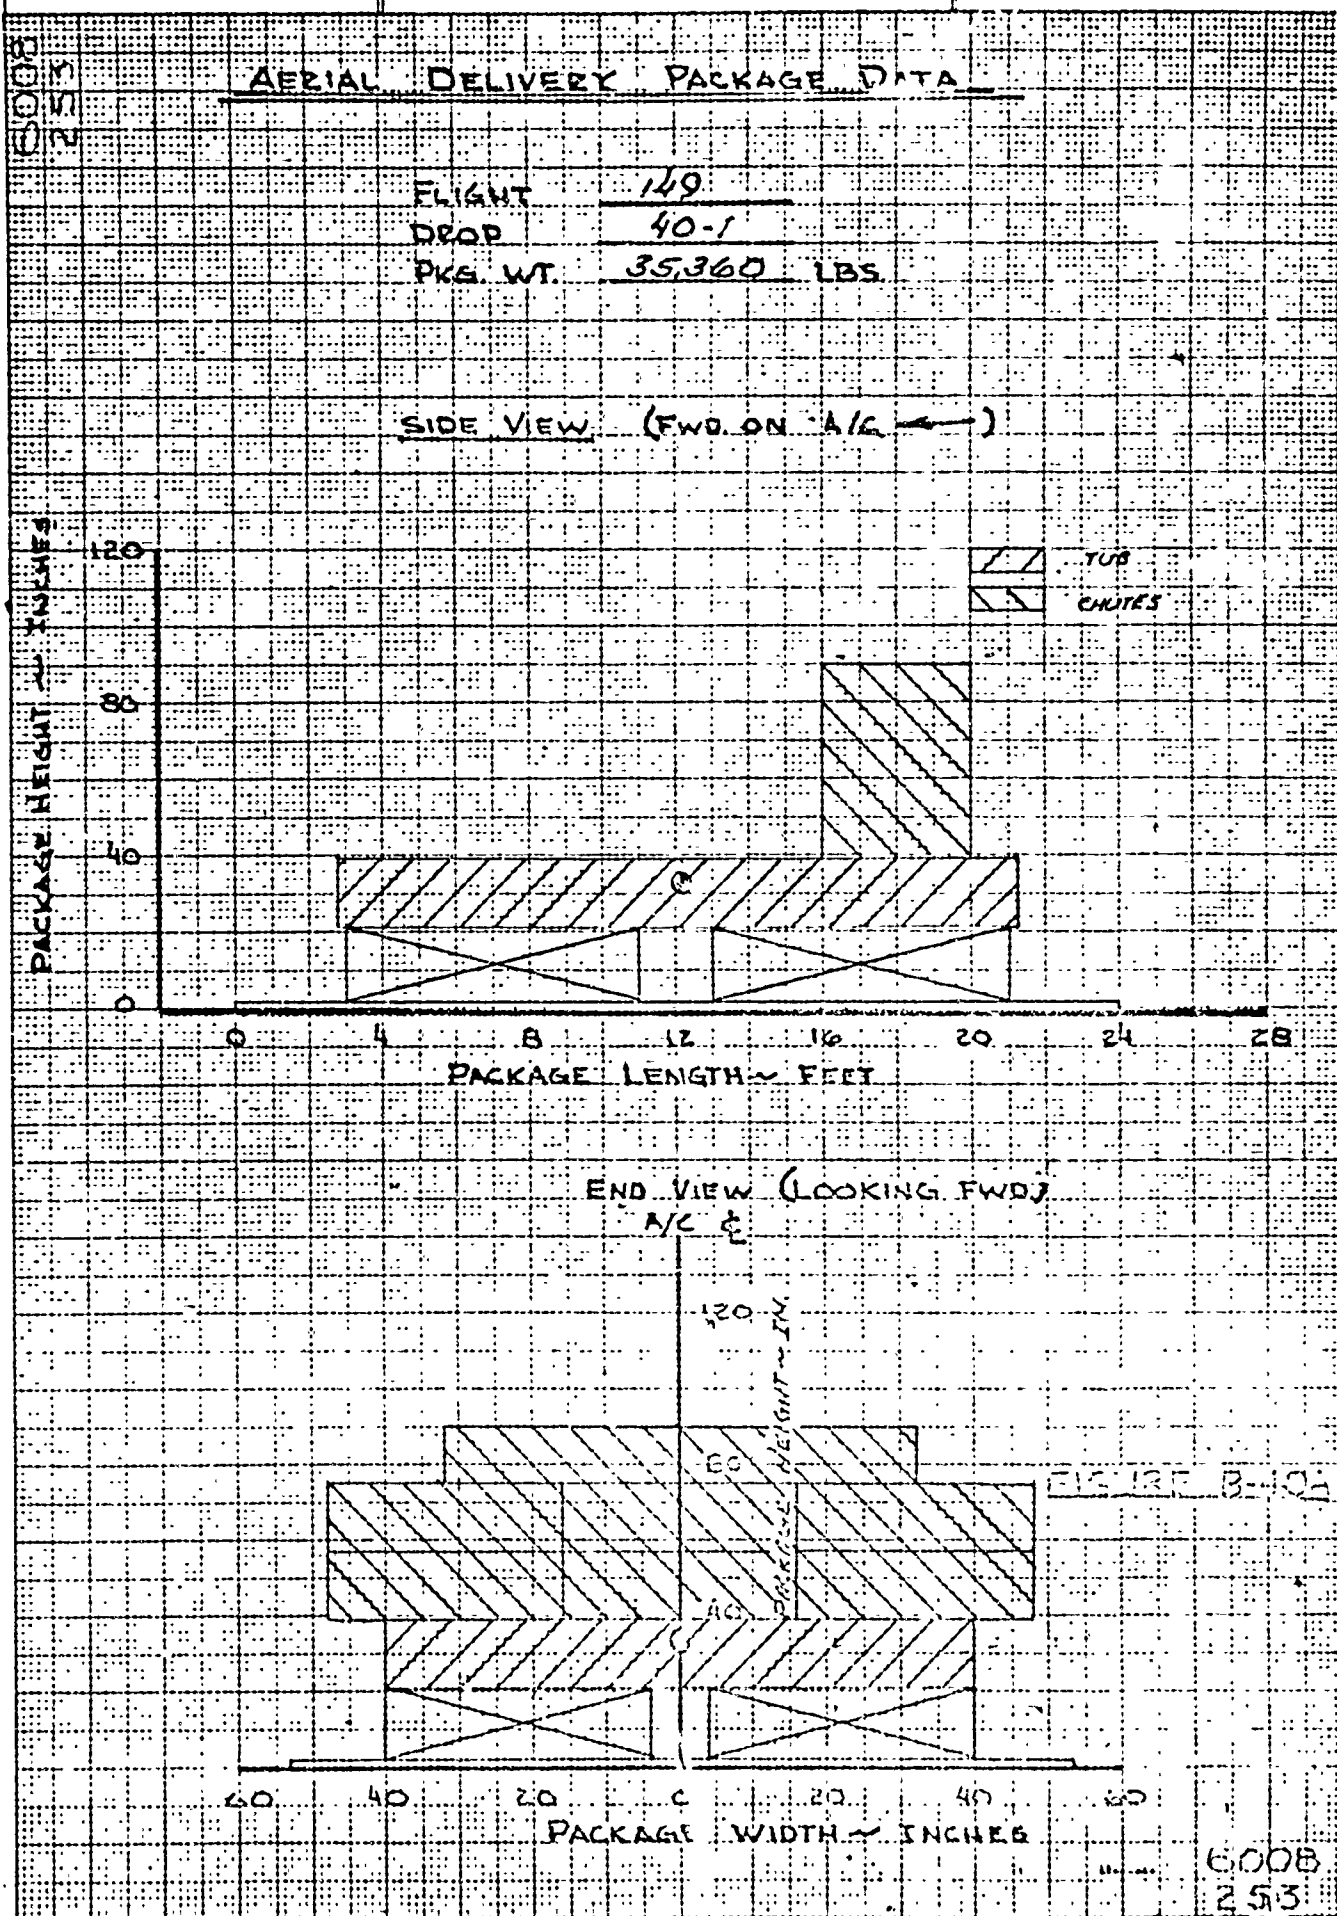 6008
253
AERIAL DELIVERY PACKAGE DATA
FLIGHT 149
DROP 40-1
PKG. WT. 35,360 LBS
SIDE VIEW (FWD. ON A/C ←)
PACKAGE HEIGHT ~ INCHES
120
80
40
0
TUB
CHUTES
0 4 8 12 16 20 24 28
PACKAGE LENGTH ~ FEET
END VIEW (LOOKING FWD)
A/C ℄
120
80
40
PACKAGE HEIGHT ~ IN.
FIGURE B-40a
60 40 20 0 20 40 60
PACKAGE WIDTH ~ INCHES
6008
253